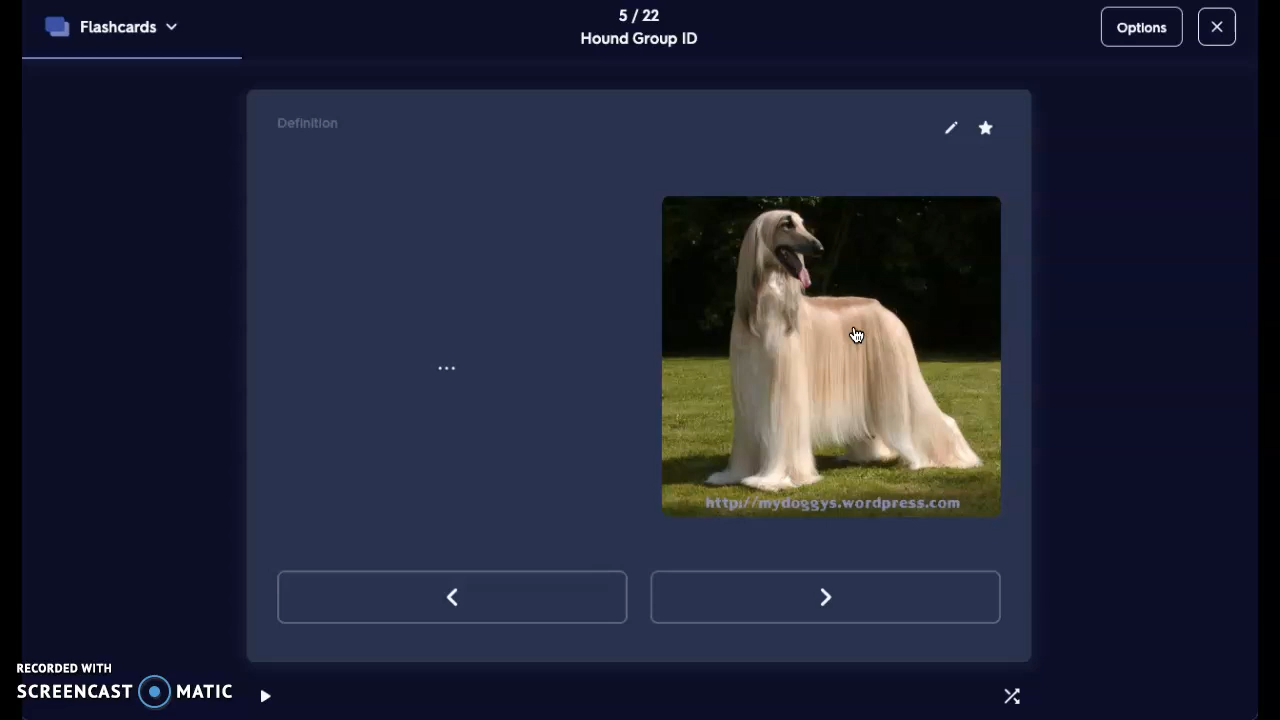 Flashcards
5 / 22
Hound Group ID
Options
Definition
...
http://mydoggys.wordpress.com
RECORDED WITH
SCREENCAST MATIC